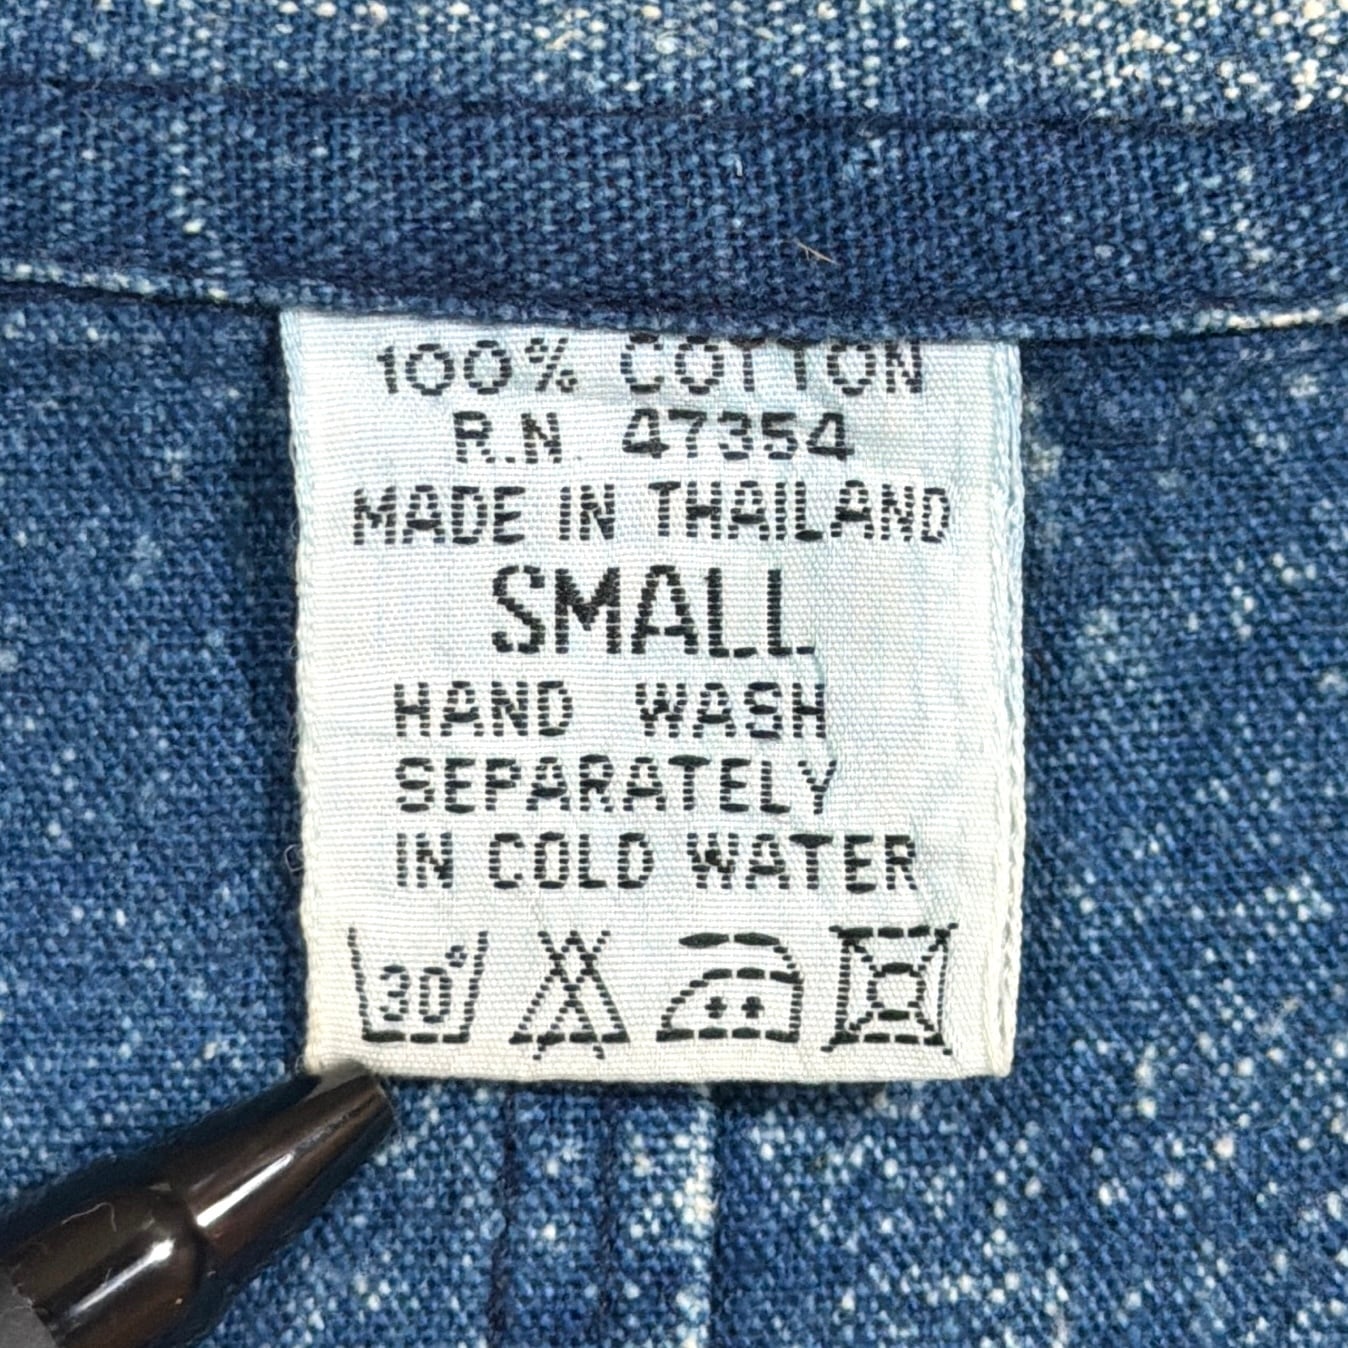 100% COTTON
R.N. 47354
MADE IN THAILAND
SMALL
HAND WASH
SEPARATELY
IN COLD WATER
30°